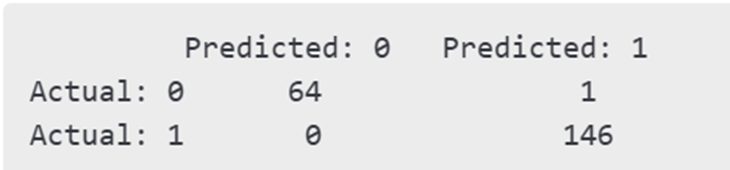 Predicted: 0 Predicted: 1
Actual: 0 64 1
Actual: 1 0 146